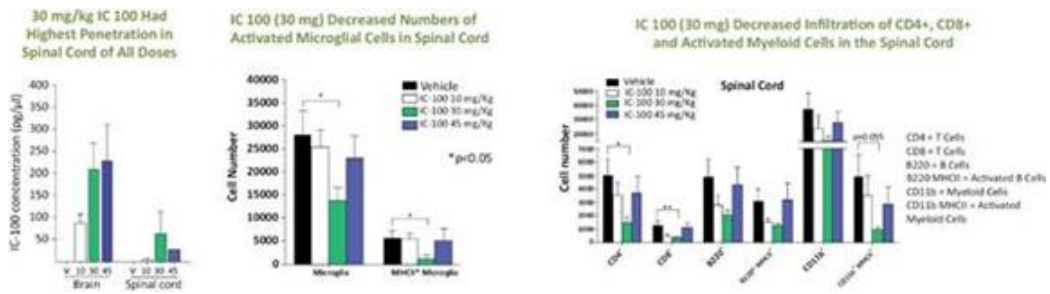 30 mg/kg IC 100 Had
Highest Penetration in
Spinal Cord of All Doses
IC-100 concentration (pg/µl)
400
350
300
250
200
150
100
50
V 10 30 45 V 10 30 45
Brain Spinal cord
IC 100 (30 mg) Decreased Numbers of
Activated Microglial Cells in Spinal Cord
Cell Number
40000
35000
30000
25000
20000
15000
10000
5000
0
Vehicle
IC-100 10 mg/Kg
IC-100 30 mg/Kg
IC-100 45 mg/Kg
*
*
*p<0.05
Microglia MHCII+ Microglia
IC 100 (30 mg) Decreased Infiltration of CD4+, CD8+
and Activated Myeloid Cells in the Spinal Cord
Spinal Cord
Vehicle
IC-100 10 mg/Kg
IC-100 30 mg/Kg
IC-100 45 mg/Kg
Cell number
*
**
p=0.055
CD4+ CD8+ B220+ B220+ MHCII+ CD11b+ CD11b+ MHCII+
CD4 + T Cells
CD8 + T Cells
B220 = B Cells
B220 MHCII = Activated B Cells
CD11b = Myeloid Cells
CD11b MHCII = Activated
Myeloid Cells